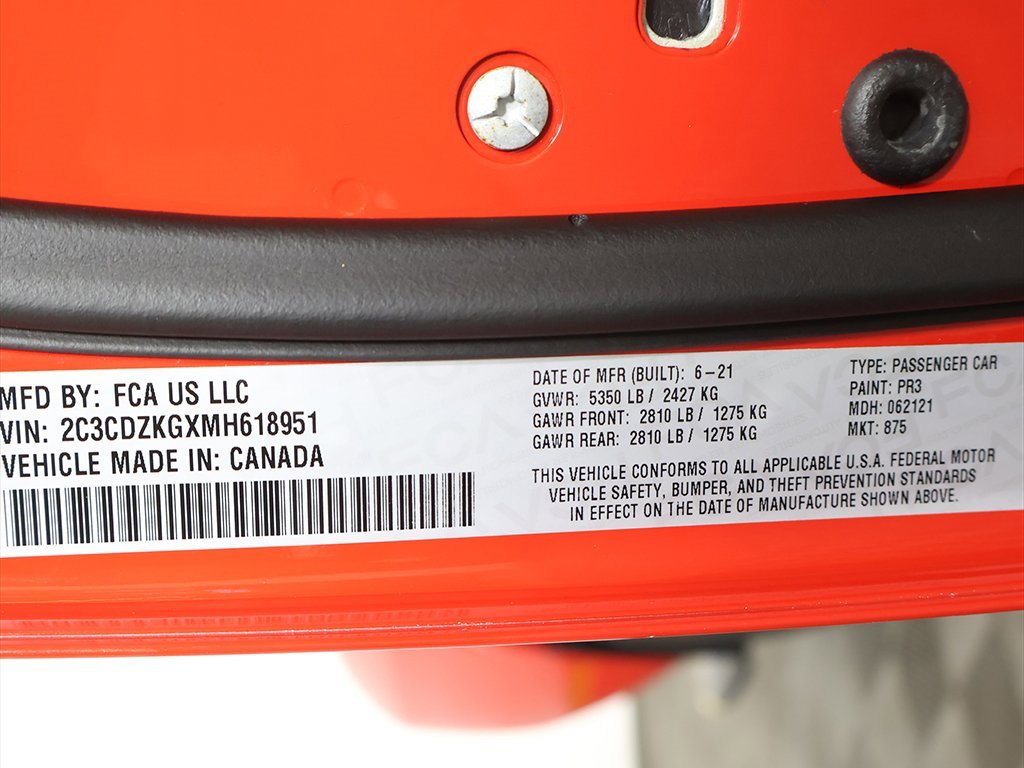 MFD BY: FCA US LLC
VIN: 2C3CDZKGXMH618951
VEHICLE MADE IN: CANADA
DATE OF MFR (BUILT): 6-21
GVWR: 5350 LB / 2427 KG
GAWR FRONT: 2810 LB / 1275 KG
GAWR REAR: 2810 LB / 1275 KG
TYPE: PASSENGER CAR
PAINT: PR3
MDH: 062121
MKT: 875
THIS VEHICLE CONFORMS TO ALL APPLICABLE U.S.A. FEDERAL MOTOR
VEHICLE SAFETY, BUMPER, AND THEFT PREVENTION STANDARDS
IN EFFECT ON THE DATE OF MANUFACTURE SHOWN ABOVE.